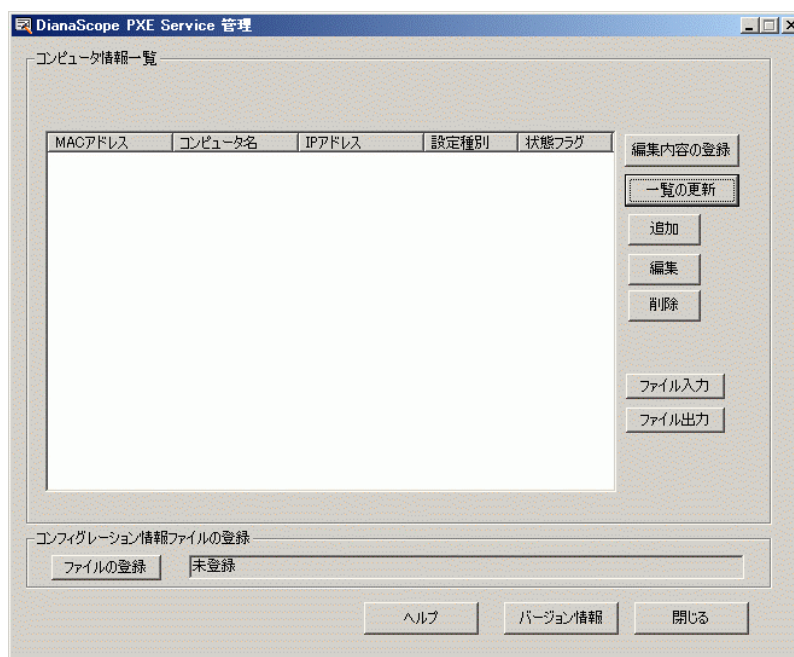 DianaScope PXE Service 管理
コンピュータ情報一覧
MACアドレス コンピュータ名 IPアドレス 設定種別 状態フラグ
編集内容の登録
一覧の更新
追加
編集
削除
ファイル入力
ファイル出力
コンフィグレーション情報ファイルの登録
ファイルの登録 未登録
ヘルプ バージョン情報 閉じる